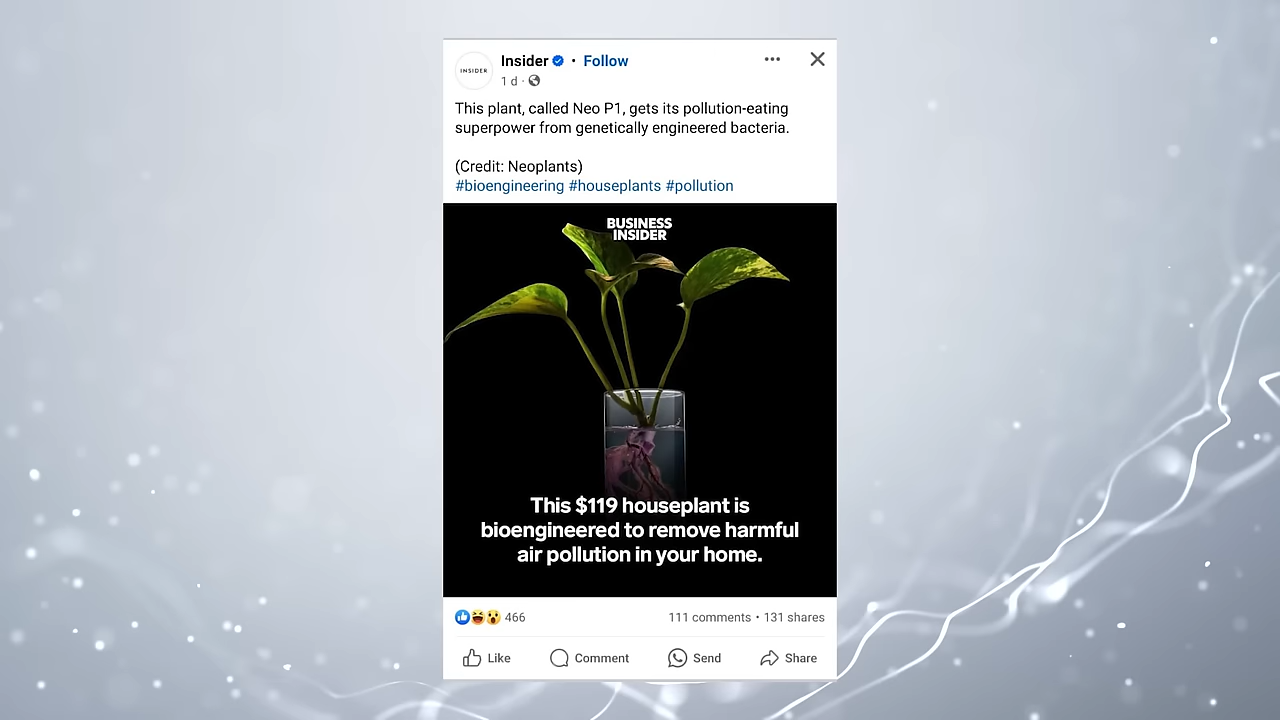 INSIDER
Insider • Follow
1 d ·
This plant, called Neo P1, gets its pollution-eating
superpower from genetically engineered bacteria.
(Credit: Neoplants)
#bioengineering #houseplants #pollution
BUSINESS
INSIDER
This $119 houseplant is
bioengineered to remove harmful
air pollution in your home.
466
111 comments • 131 shares
Like
Comment
Send
Share